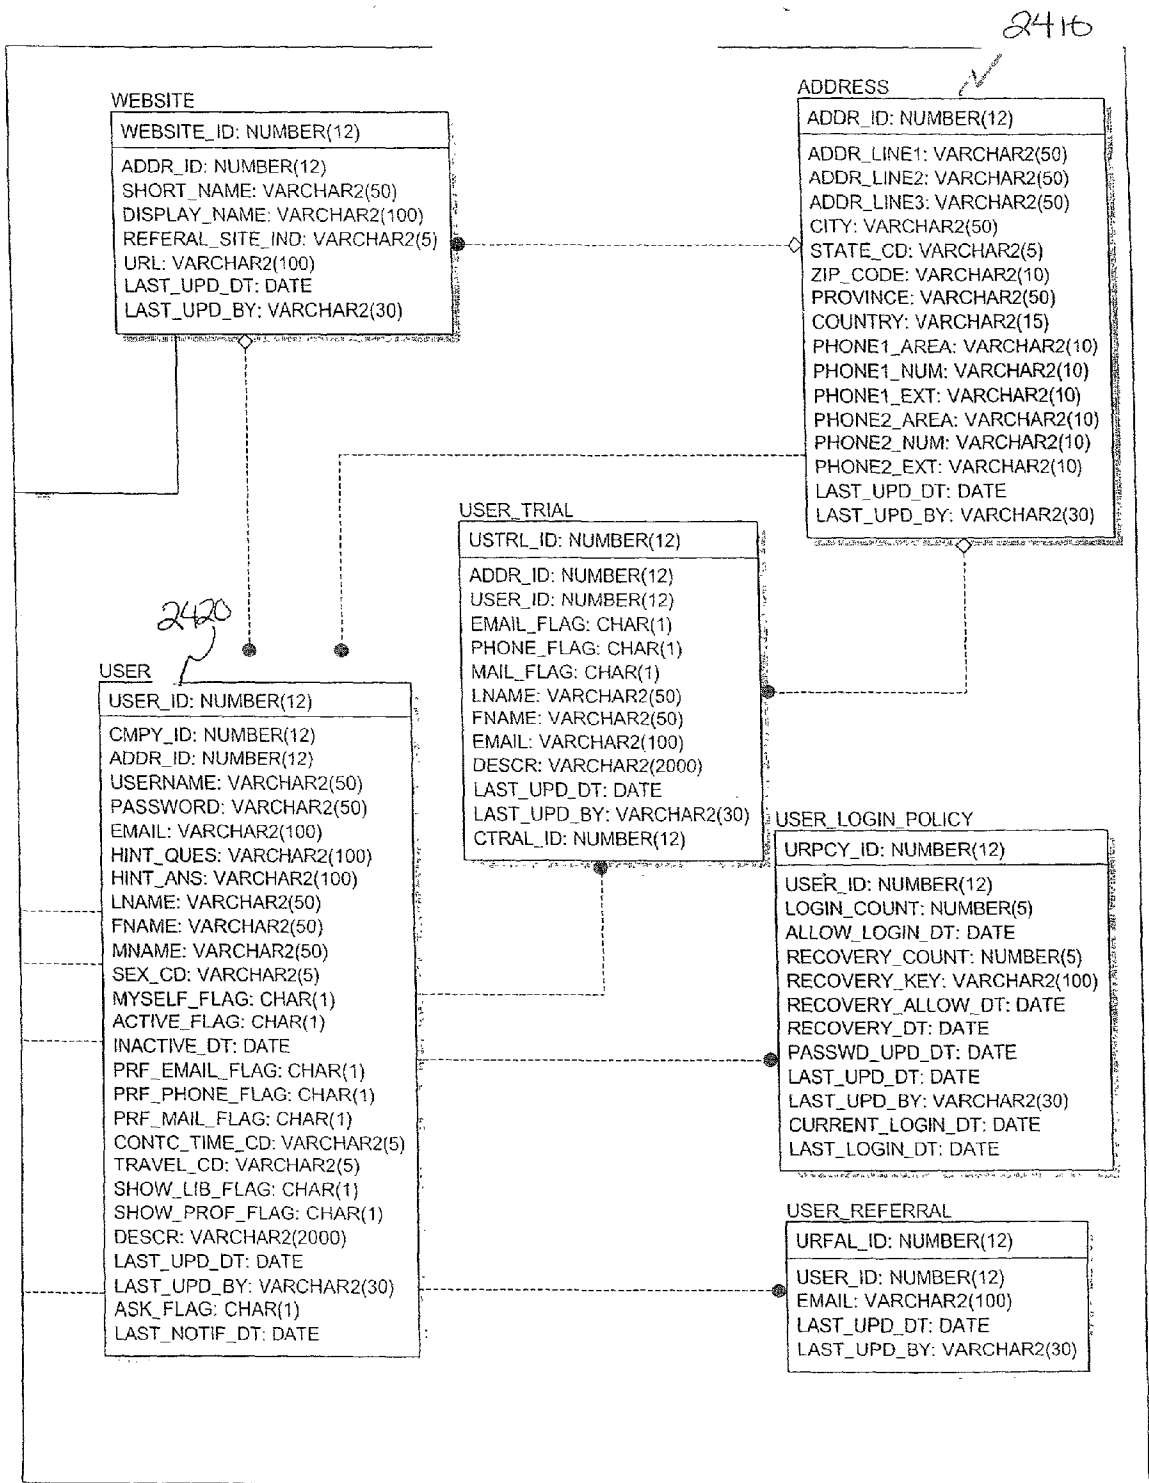 2416
WEBSITE
WEBSITE_ID: NUMBER(12)
ADDR_ID: NUMBER(12)
SHORT_NAME: VARCHAR2(50)
DISPLAY_NAME: VARCHAR2(100)
REFERAL_SITE_IND: VARCHAR2(5)
URL: VARCHAR2(100)
LAST_UPD_DT: DATE
LAST_UPD_BY: VARCHAR2(30)
ADDRESS
ADDR_ID: NUMBER(12)
ADDR_LINE1: VARCHAR2(50)
ADDR_LINE2: VARCHAR2(50)
ADDR_LINE3: VARCHAR2(50)
CITY: VARCHAR2(50)
STATE_CD: VARCHAR2(5)
ZIP_CODE: VARCHAR2(10)
PROVINCE: VARCHAR2(50)
COUNTRY: VARCHAR2(15)
PHONE1_AREA: VARCHAR2(10)
PHONE1_NUM: VARCHAR2(10)
PHONE1_EXT: VARCHAR2(10)
PHONE2_AREA: VARCHAR2(10)
PHONE2_NUM: VARCHAR2(10)
PHONE2_EXT: VARCHAR2(10)
LAST_UPD_DT: DATE
LAST_UPD_BY: VARCHAR2(30)
USER_TRIAL
USTRL_ID: NUMBER(12)
ADDR_ID: NUMBER(12)
USER_ID: NUMBER(12)
EMAIL_FLAG: CHAR(1)
PHONE_FLAG: CHAR(1)
MAIL_FLAG: CHAR(1)
LNAME: VARCHAR2(50)
FNAME: VARCHAR2(50)
EMAIL: VARCHAR2(100)
DESCR: VARCHAR2(2000)
LAST_UPD_DT: DATE
LAST_UPD_BY: VARCHAR2(30)
CTRAL_ID: NUMBER(12)
2420
USER
USER_ID: NUMBER(12)
CMPY_ID: NUMBER(12)
ADDR_ID: NUMBER(12)
USERNAME: VARCHAR2(50)
PASSWORD: VARCHAR2(50)
EMAIL: VARCHAR2(100)
HINT_QUES: VARCHAR2(100)
HINT_ANS: VARCHAR2(100)
LNAME: VARCHAR2(50)
FNAME: VARCHAR2(50)
MNAME: VARCHAR2(50)
SEX_CD: VARCHAR2(5)
MYSELF_FLAG: CHAR(1)
ACTIVE_FLAG: CHAR(1)
INACTIVE_DT: DATE
PRF_EMAIL_FLAG: CHAR(1)
PRF_PHONE_FLAG: CHAR(1)
PRF_MAIL_FLAG: CHAR(1)
CONTC_TIME_CD: VARCHAR2(5)
TRAVEL_CD: VARCHAR2(5)
SHOW_LIB_FLAG: CHAR(1)
SHOW_PROF_FLAG: CHAR(1)
DESCR: VARCHAR2(2000)
LAST_UPD_DT: DATE
LAST_UPD_BY: VARCHAR2(30)
ASK_FLAG: CHAR(1)
LAST_NOTIF_DT: DATE
USER_LOGIN_POLICY
URPCY_ID: NUMBER(12)
USER_ID: NUMBER(12)
LOGIN_COUNT: NUMBER(5)
ALLOW_LOGIN_DT: DATE
RECOVERY_COUNT: NUMBER(5)
RECOVERY_KEY: VARCHAR2(100)
RECOVERY_ALLOW_DT: DATE
RECOVERY_DT: DATE
PASSWD_UPD_DT: DATE
LAST_UPD_DT: DATE
LAST_UPD_BY: VARCHAR2(30)
CURRENT_LOGIN_DT: DATE
LAST_LOGIN_DT: DATE
USER_REFERRAL
URFAL_ID: NUMBER(12)
USER_ID: NUMBER(12)
EMAIL: VARCHAR2(100)
LAST_UPD_DT: DATE
LAST_UPD_BY: VARCHAR2(30)